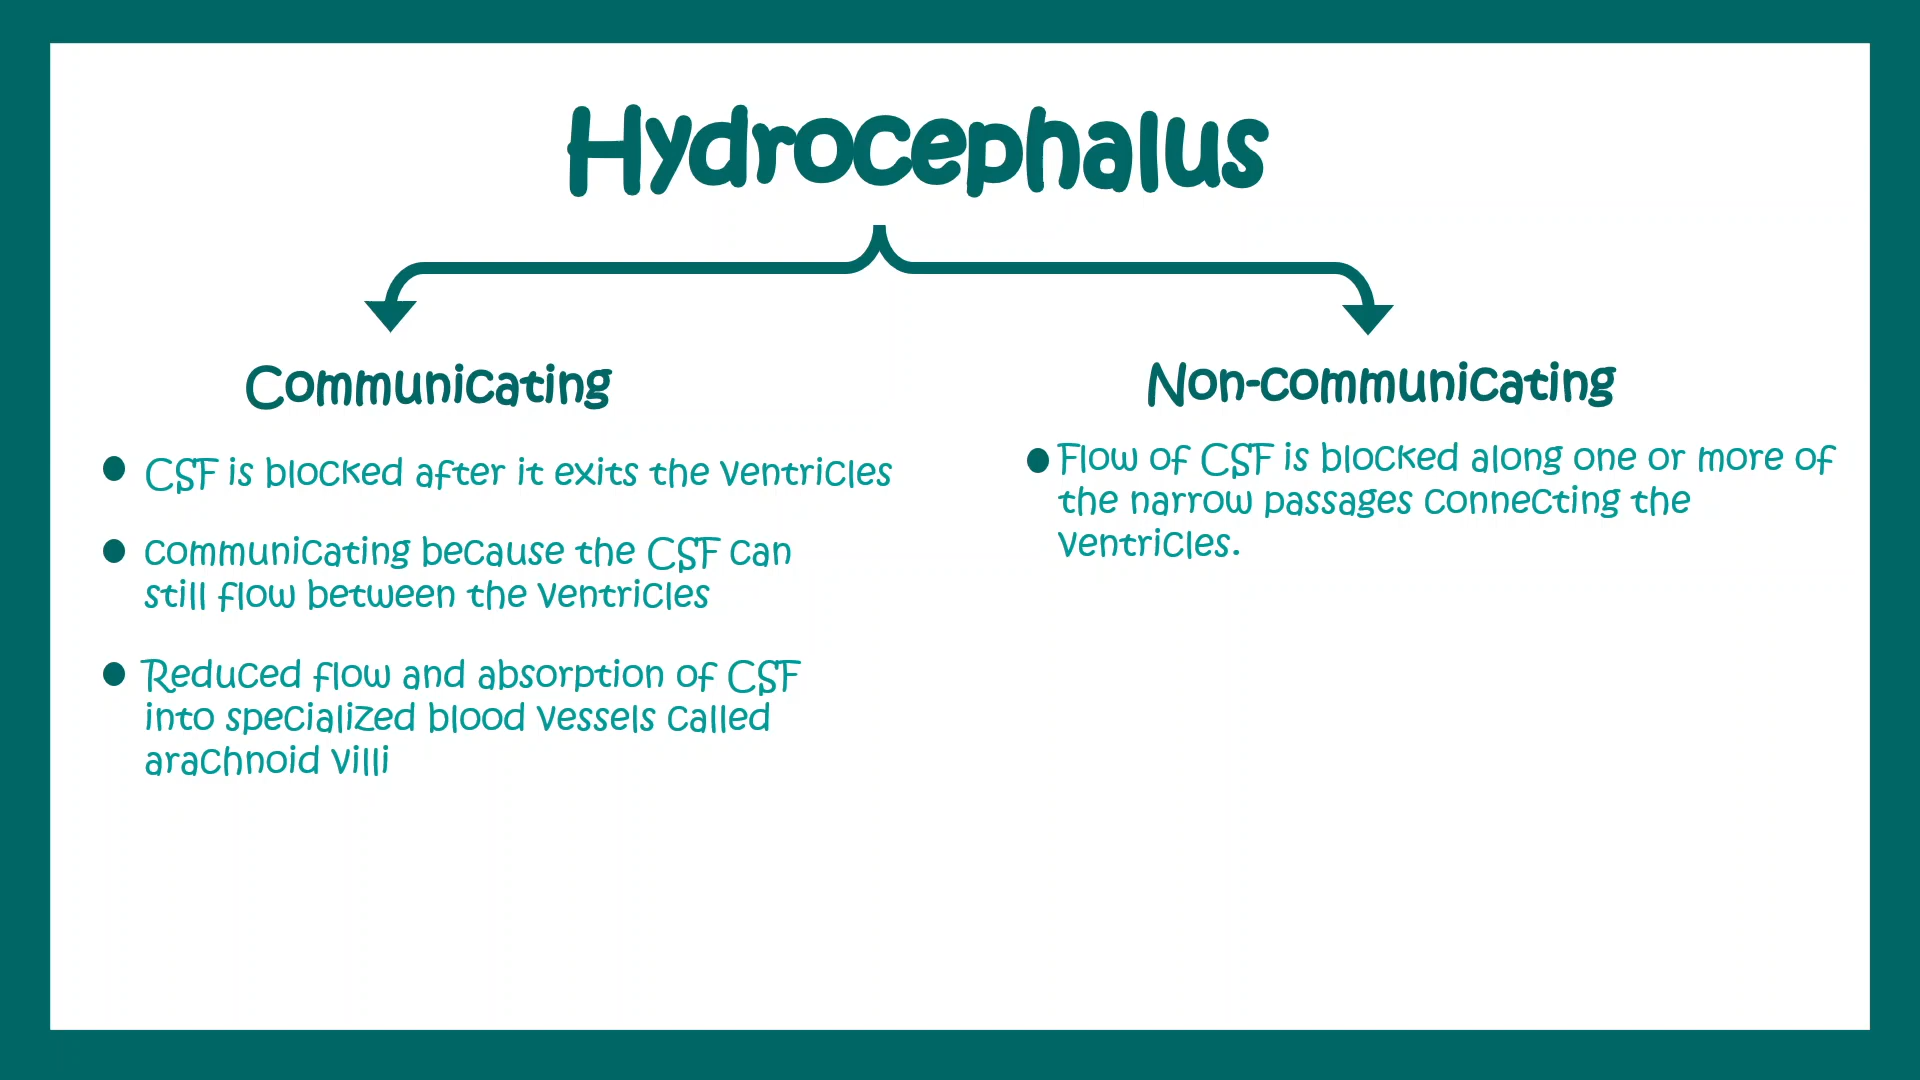 Hydrocephalus
Communicating
CSF is blocked after it exits the ventricles
communicating because the CSF can
still flow between the ventricles
Reduced flow and absorption of CSF
into specialized blood vessels called
arachnoid villi
Non-communicating
Flow of CSF is blocked along one or more of
the narrow passages connecting the
ventricles.